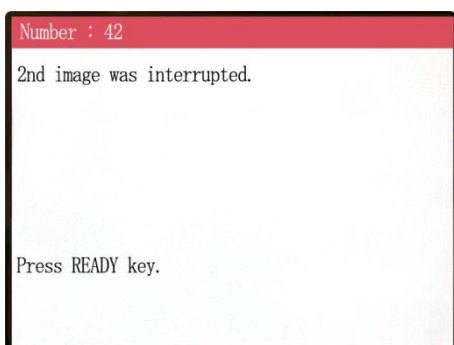 Number : 42
2nd image was interrupted.
Press READY key.